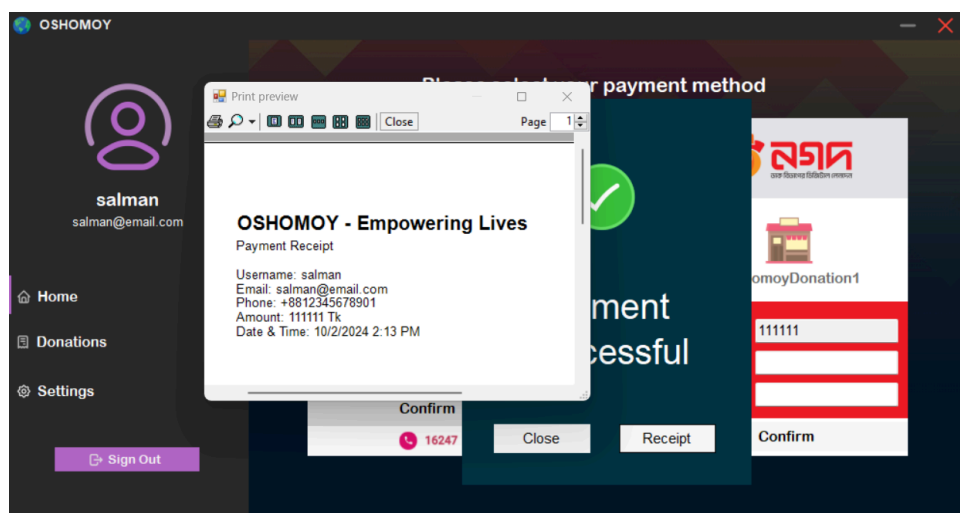 OSHOMOY
salman
salman@email.com
Home
Donations
Settings
Sign Out
r payment method
Print preview
Close
Page 1
OSHOMOY - Empowering Lives
Payment Receipt
Username: salman
Email: salman@email.com
Phone: +8812345678901
Amount: 111111 Tk
Date & Time: 10/2/2024 2:13 PM
নগদ
ডাক বিভাগের ডিজিটাল লেনদেন
omoyDonation1
111111
Confirm
ment
cessful
Confirm
16247
Close
Receipt